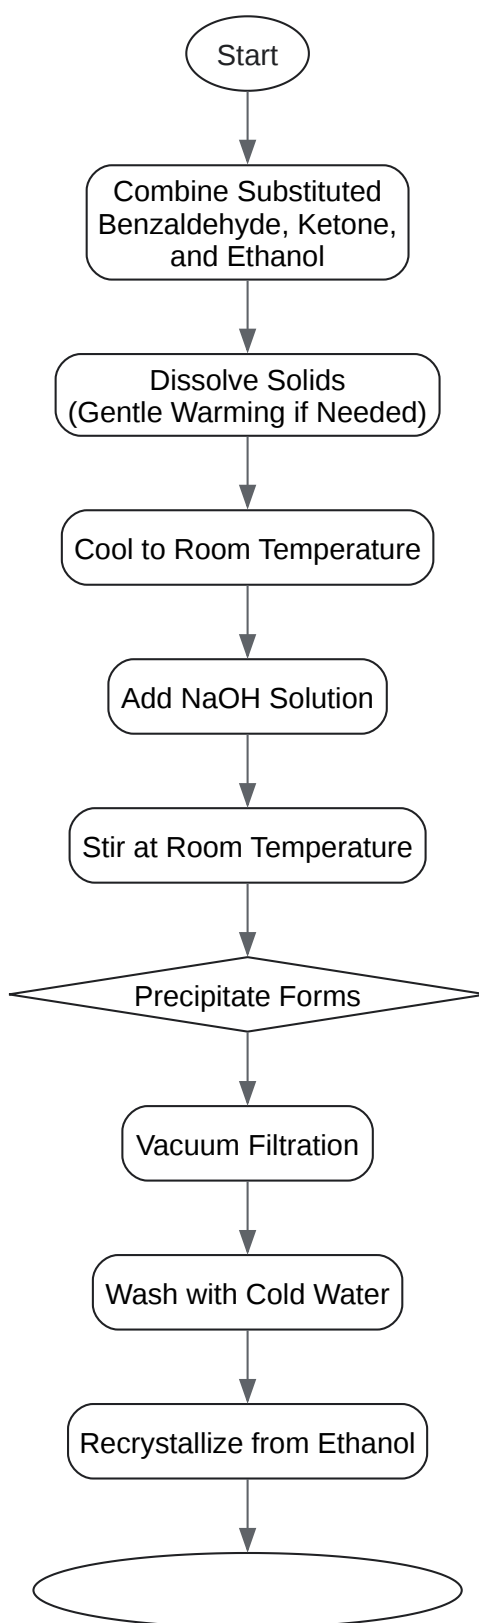 Start
Combine Substituted
Benzaldehyde, Ketone,
and Ethanol
Dissolve Solids
(Gentle Warming if Needed)
Cool to Room Temperature
Add NaOH Solution
Stir at Room Temperature
Precipitate Forms
Vacuum Filtration
Wash with Cold Water
Recrystallize from Ethanol